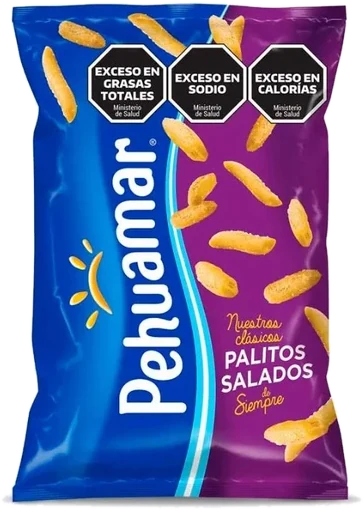 EXCESO EN
GRASAS
TOTALES
Ministerio
de Salud
EXCESO EN
SODIO
Ministerio
de Salud
EXCESO EN
CALORÍAS
Ministerio
de Salud
Pehuamar®
Nuestros
clásicos
PALITOS
SALADOS
de
Siempre